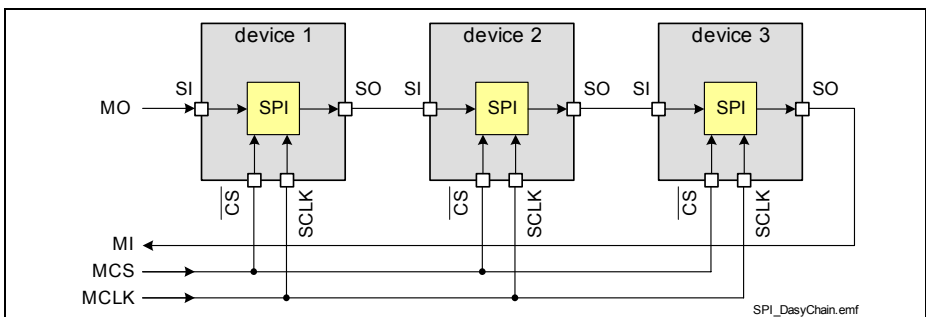 device 1
device 2
device 3
SI
SO
SI
SO
SI
SO
MO
SPI
SPI
SPI
CS
SCLK
CS
SCLK
CS
SCLK
MI
MCS
MCLK
SPI_DasyChain.emf